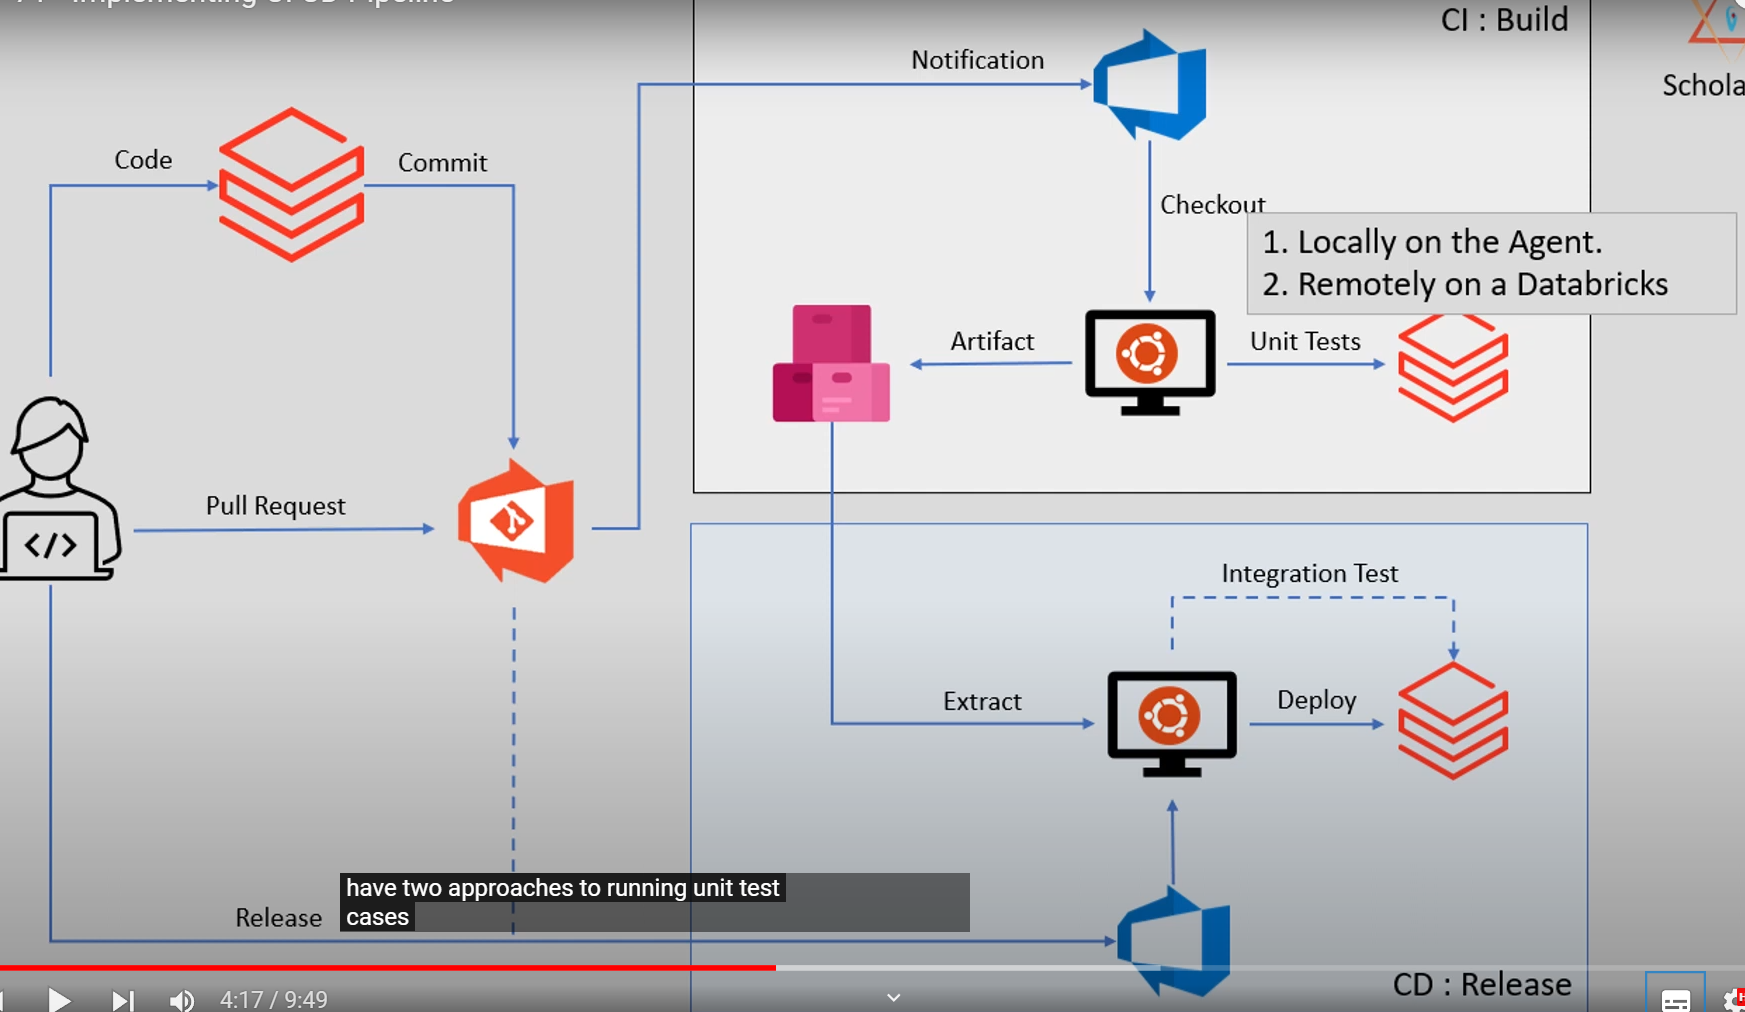 Implementing CI CD Pipeline
CI : Build
Notification
Schola
Code
Commit
Checkout
1. Locally on the Agent.
2. Remotely on a Databricks
Artifact
Unit Tests
Pull Request
</>
Integration Test
Extract
Deploy
have two approaches to running unit test
cases
Release
CD : Release
4:17 / 9:49